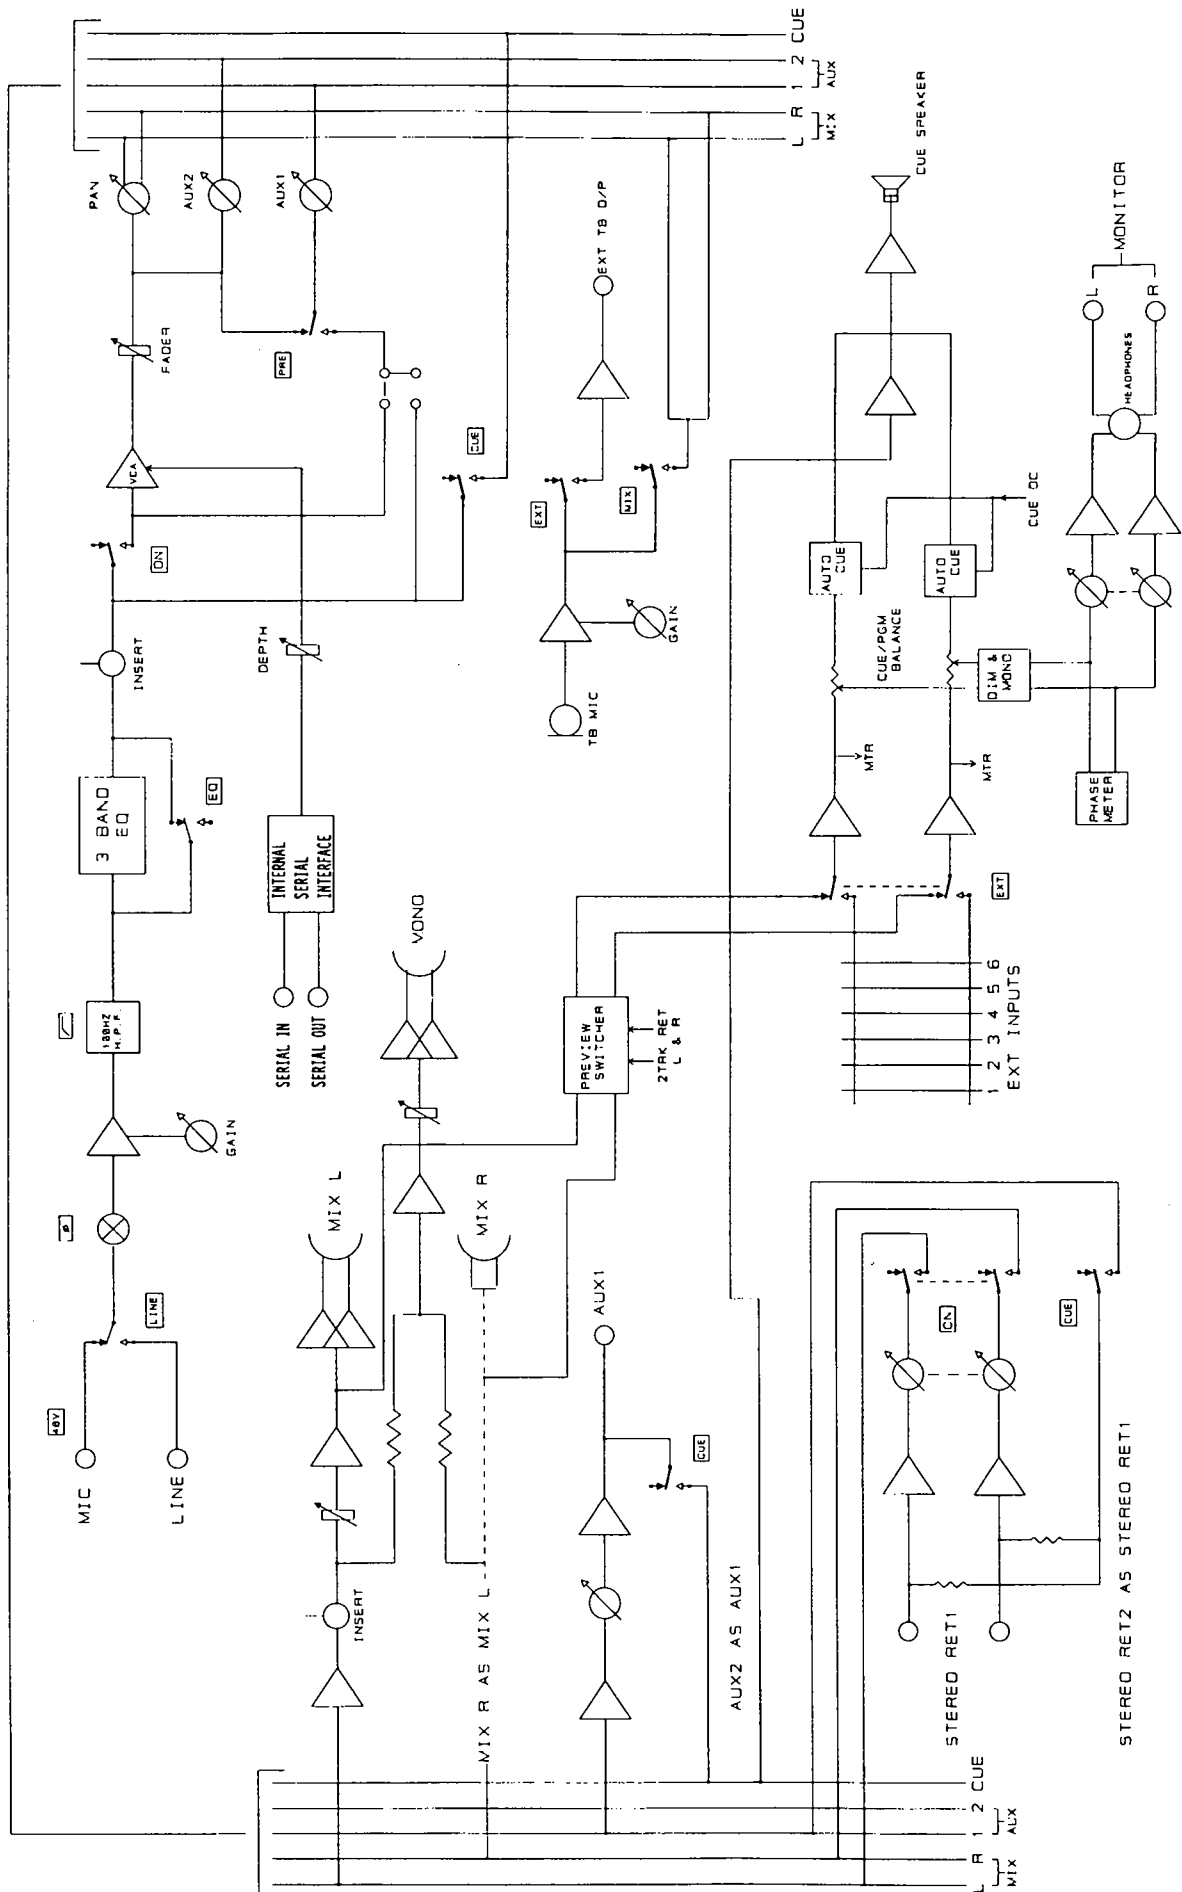 MIC
48V
LINE
LINE
GAIN
100HZ
H.P.F.
3 BAND
EQ
EQ
INSERT
ON
VCA
FADER
PAN
AUX2
AUX1
PRE
CUE
L R
MIX
1 2
AUX
CUE
SERIAL IN
SERIAL OUT
INTERNAL
SERIAL
INTERFACE
DEPTH
TB MIC
GAIN
EXT
MIX
EXT TB O/P
INSERT
MIX L
MONO
MIX R AS MIX L
MIX R
AUX1
CUE
AUX2 AS AUX1
PREVIEW
SWITCHER
2TRK RET
L & R
1 2 3 4 5 6
EXT INPUTS
EXT
MTR
MTR
CUE/PGM
BALANCE
AUTO
CUE
AUTO
CUE
CUE DC
CUE SPEAKER
DIM &
MONO
PHASE
METER
HEADPHONES
L
R
MONITOR
STEREO RET1
ON
CUE
STEREO RET2 AS STEREO RET1
L R
MIX
1 2
AUX
CUE